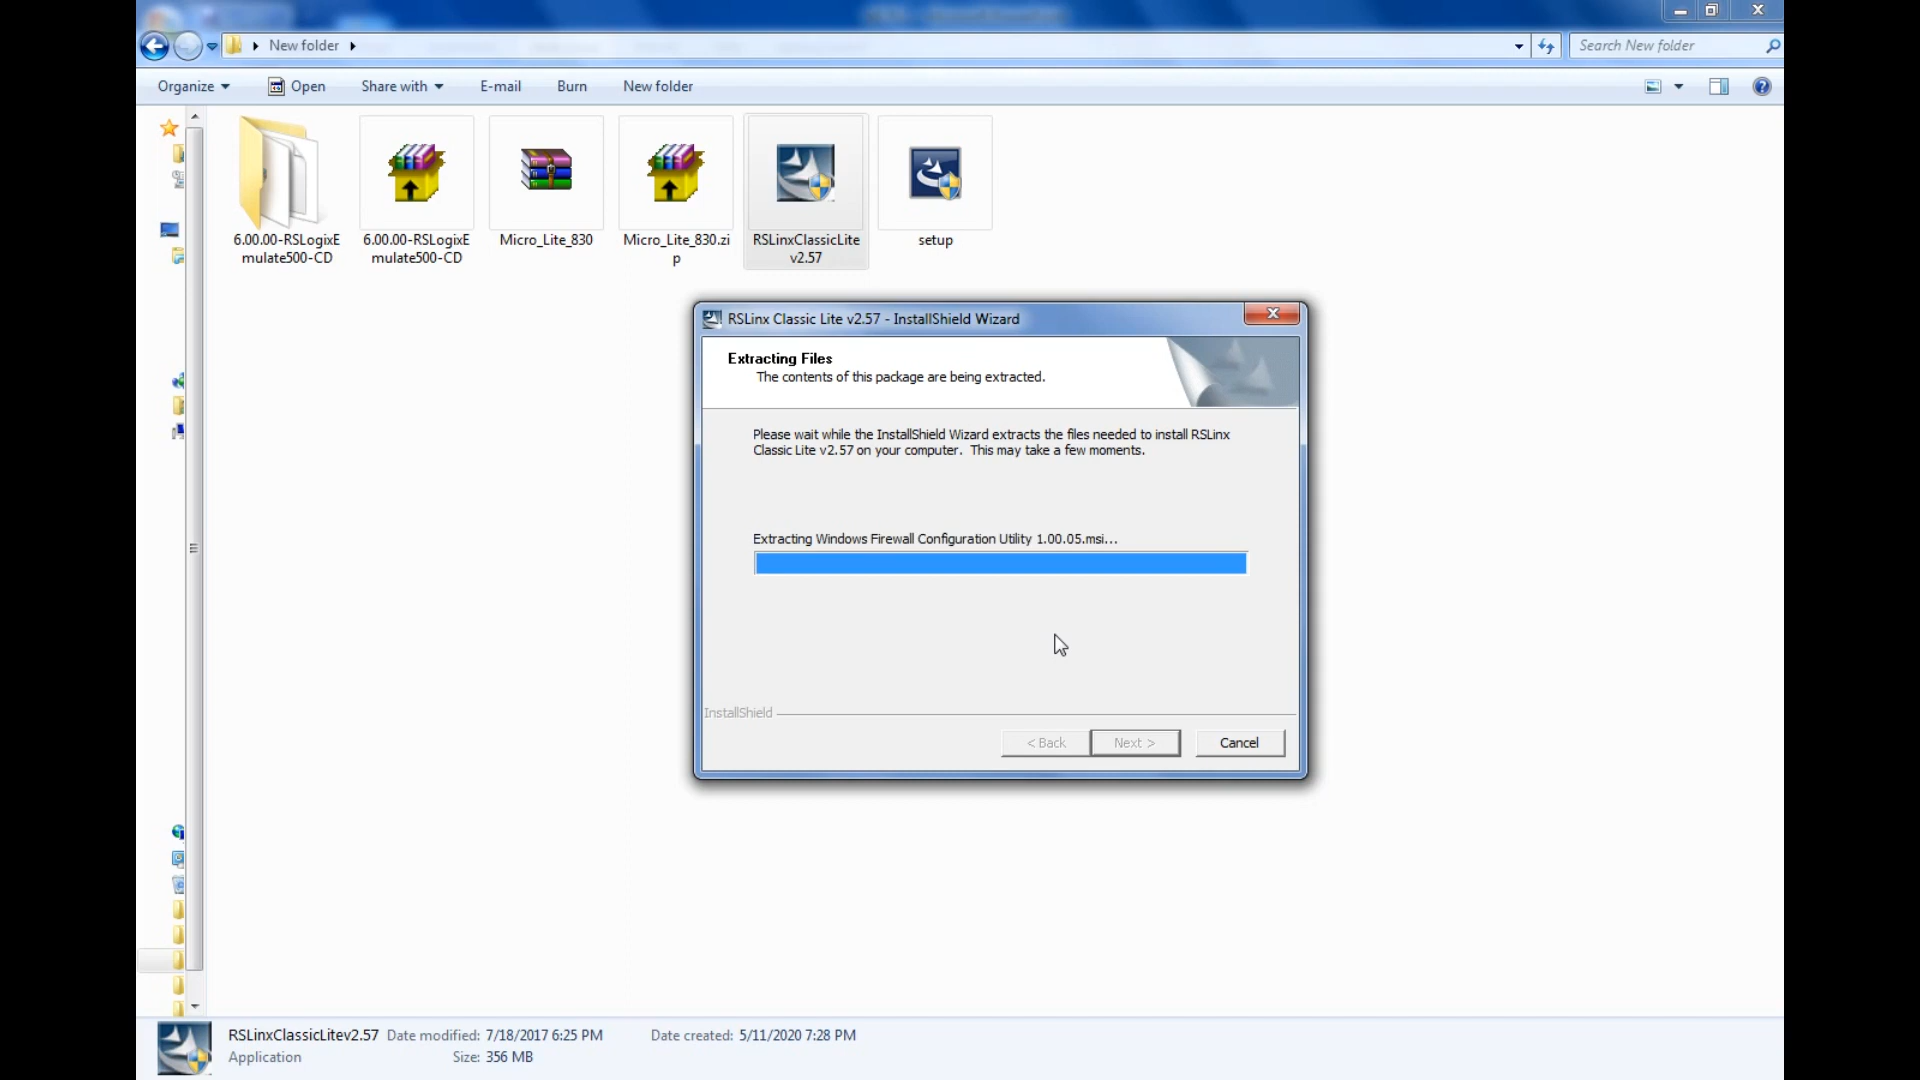 New folder
Search New folder
Organize
Open
Share with
E-mail
Burn
New folder
6.00.00-RSLogixE
mulate500-CD
6.00.00-RSLogixE
mulate500-CD
Micro_Lite_830
Micro_Lite_830.zi
p
RSLinxClassicLite
v2.57
setup
RSLinx Classic Lite v2.57 - InstallShield Wizard
Extracting Files
The contents of this package are being extracted.
Please wait while the InstallShield Wizard extracts the files needed to install RSLinx
Classic Lite v2.57 on your computer. This may take a few moments.
Extracting Windows Firewall Configuration Utility 1.00.05.msi...
InstallShield
< Back
Next >
Cancel
RSLinxClassicLitev2.57 Date modified: 7/18/2017 6:25 PM Date created: 5/11/2020 7:28 PM
Application Size: 356 MB